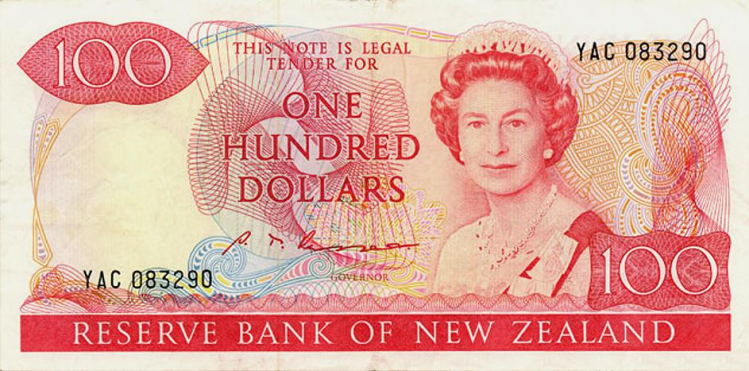 100
THIS NOTE IS LEGAL
TENDER FOR
YAC 083290
ONE
HUNDRED
DOLLARS
YAC 083290
GOVERNOR
100
RESERVE BANK OF NEW ZEALAND